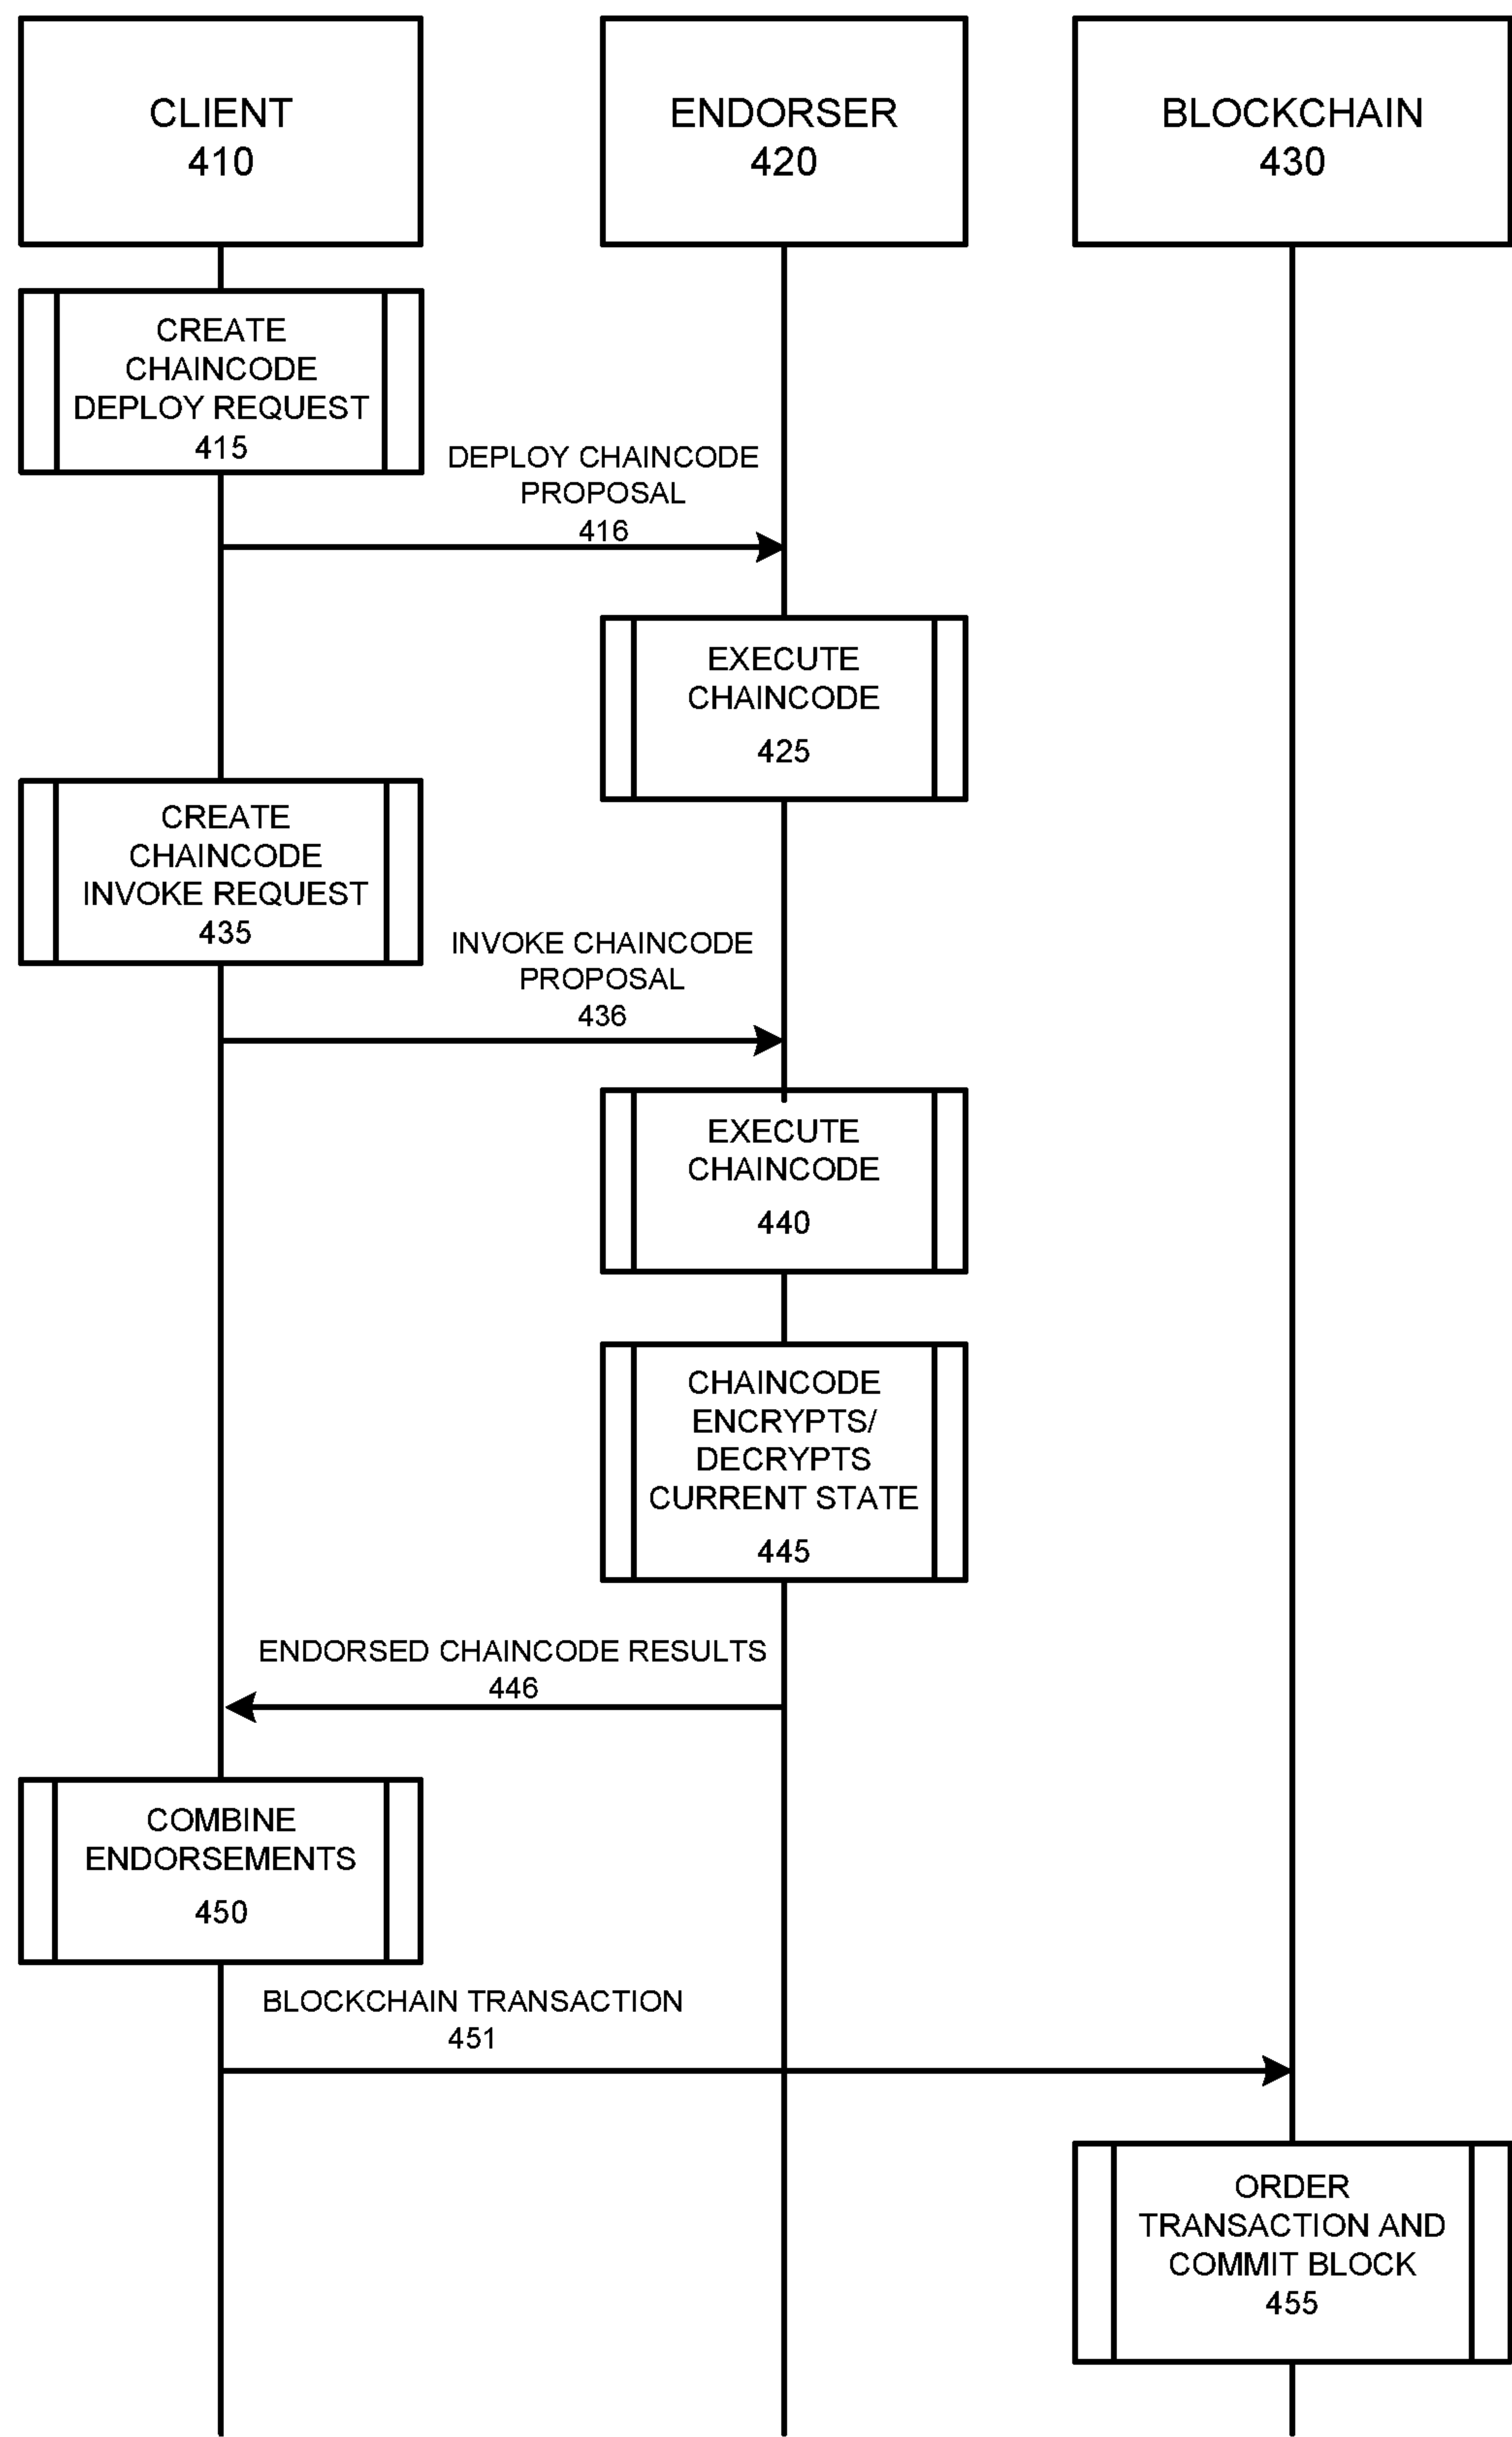 CLIENT
410
ENDORSER
420
BLOCKCHAIN
430
CREATE
CHAINCODE
DEPLOY REQUEST
415
DEPLOY CHAINCODE
PROPOSAL
416
EXECUTE
CHAINCODE
425
CREATE
CHAINCODE
INVOKE REQUEST
435
INVOKE CHAINCODE
PROPOSAL
436
EXECUTE
CHAINCODE
440
CHAINCODE
ENCRYPTS/
DECRYPTS
CURRENT STATE
445
ENDORSED CHAINCODE RESULTS
446
COMBINE
ENDORSEMENTS
450
BLOCKCHAIN TRANSACTION
451
ORDER
TRANSACTION AND
COMMIT BLOCK
455